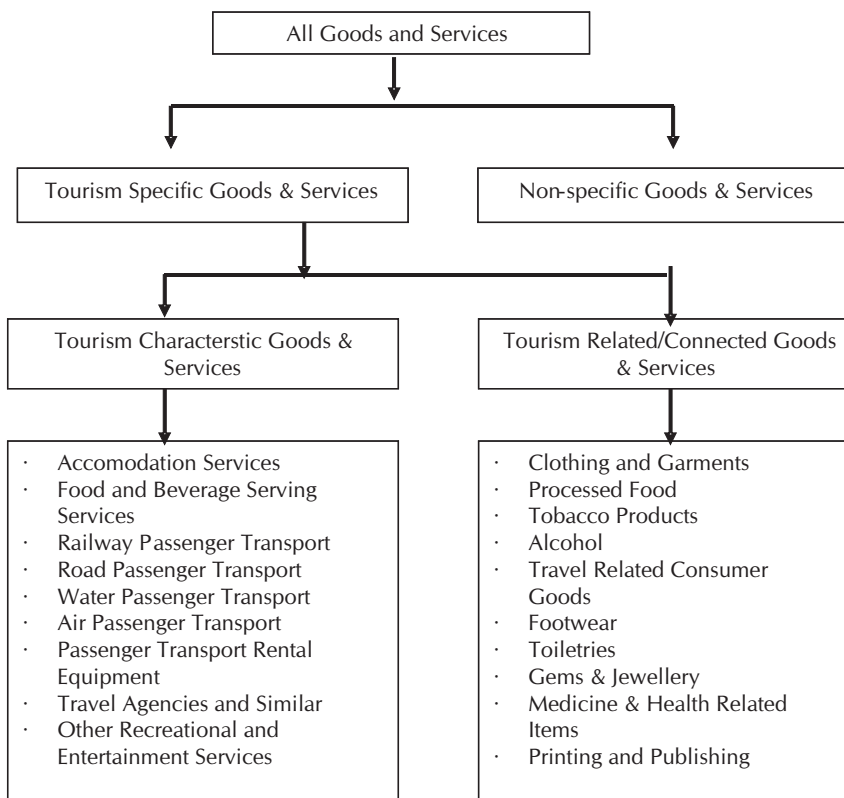 All Goods and Services
Tourism Specific Goods & Services
Non-specific Goods & Services
Tourism Characterstic Goods &
Services
Tourism Related/Connected Goods
& Services
· Accomodation Services
· Food and Beverage Serving
Services
· Railway Passenger Transport
· Road Passenger Transport
· Water Passenger Transport
· Air Passenger Transport
· Passenger Transport Rental
Equipment
· Travel Agencies and Similar
· Other Recreational and
Entertainment Services
· Clothing and Garments
· Processed Food
· Tobacco Products
· Alcohol
· Travel Related Consumer
Goods
· Footwear
· Toiletries
· Gems & Jewellery
· Medicine & Health Related
Items
· Printing and Publishing